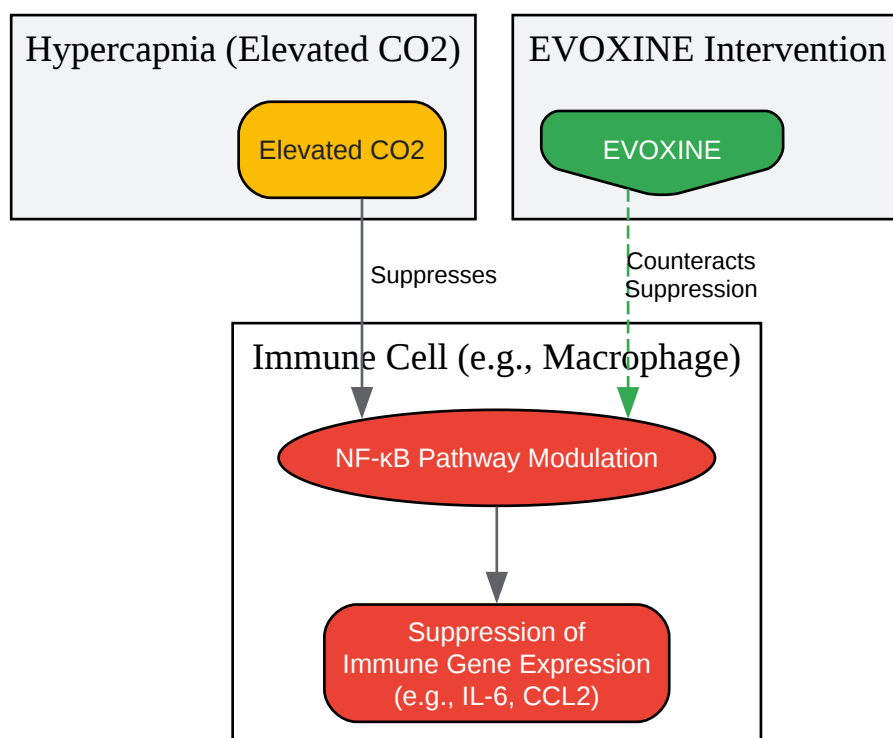 Hypercapnia (Elevated CO2)
EVOXINE Intervention
Elevated CO2
EVOXINE
Suppresses
Counteracts
Suppression
Immune Cell (e.g., Macrophage)
NF-κB Pathway Modulation
Suppression of
Immune Gene Expression
(e.g., IL-6, CCL2)